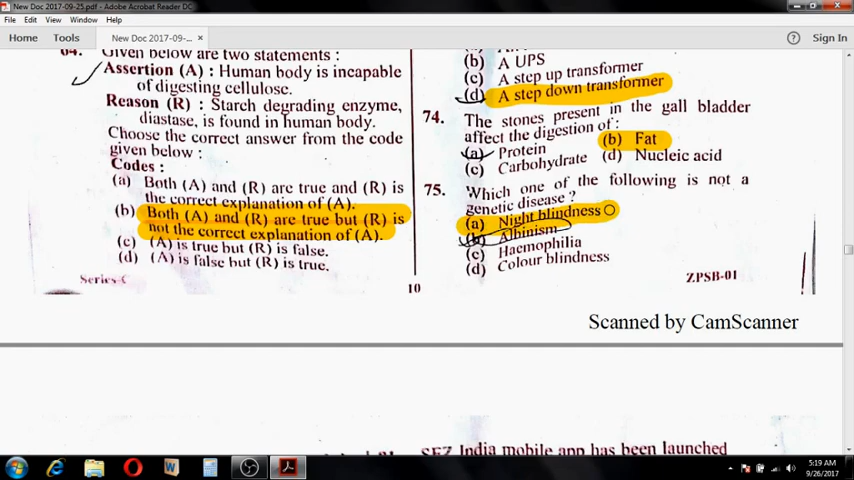 New Doc 2017-09-25.pdf - Adobe Acrobat Reader DC
File Edit View Window Help
Home Tools New Doc 2017-09-... × ? Sign In
64. Given below are two statements :
Assertion (A) : Human body is incapable
of digesting cellulose.
Reason (R) : Starch degrading enzyme,
diastase, is found in human body.
Choose the correct answer from the code
given below :
Codes :
(a) Both (A) and (R) are true and (R) is
the correct explanation of (A).
(b) Both (A) and (R) are true but (R) is
not the correct explanation of (A).
(c) (A) is true but (R) is false.
(d) (A) is false but (R) is true.
Series-C
10
(b) A UPS
(c) A step up transformer
(d) A step down transformer
74. The stones present in the gall bladder
affect the digestion of :
(a) Protein (b) Fat
(c) Carbohydrate (d) Nucleic acid
75. Which one of the following is not a
genetic disease ?
(a) Night blindness
(b) Albinism
(c) Haemophilia
(d) Colour blindness
ZPSB-01
Scanned by CamScanner
SEZ India mobile app has been launched
5:19 AM
9/26/2017